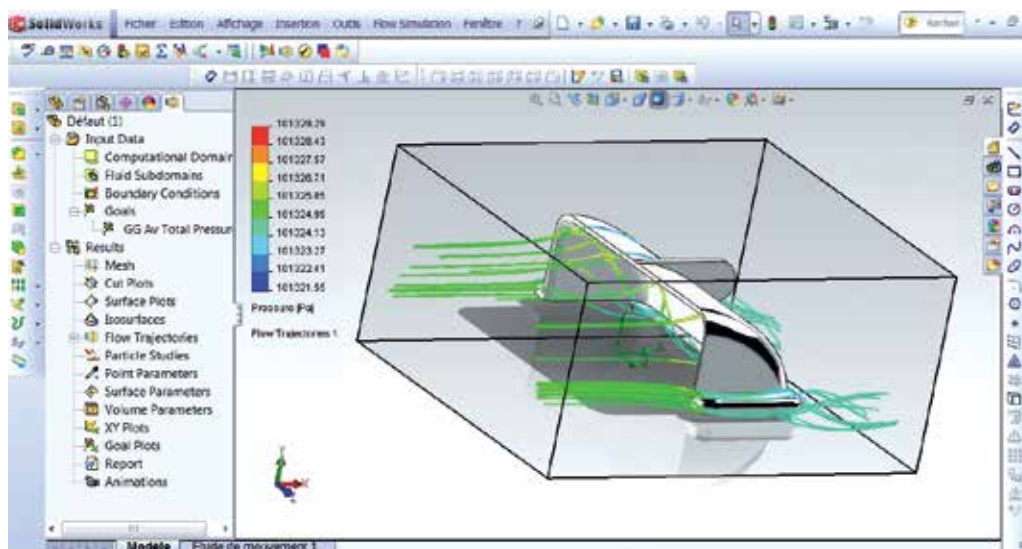 SolidWorks Fichier Edition Affichage Insertion Outils Flow Simulation Fenêtre ?
Défaut (1)
Input Data
Computational Domain
Fluid Subdomains
Boundary Conditions
Goals
GG Av Total Pressur
Results
Mesh
Cut Plots
Surface Plots
Isosurfaces
Flow Trajectories
Particle Studies
Point Parameters
Surface Parameters
Volume Parameters
XY Plots
Goal Plots
Report
Animations
101329.29
101328.43
101327.57
101326.71
101325.85
101324.99
101324.13
101323.27
101322.41
101321.55
Pressure [Pa]
Flow Trajectories 1
Modèle Etude de mouvement 1